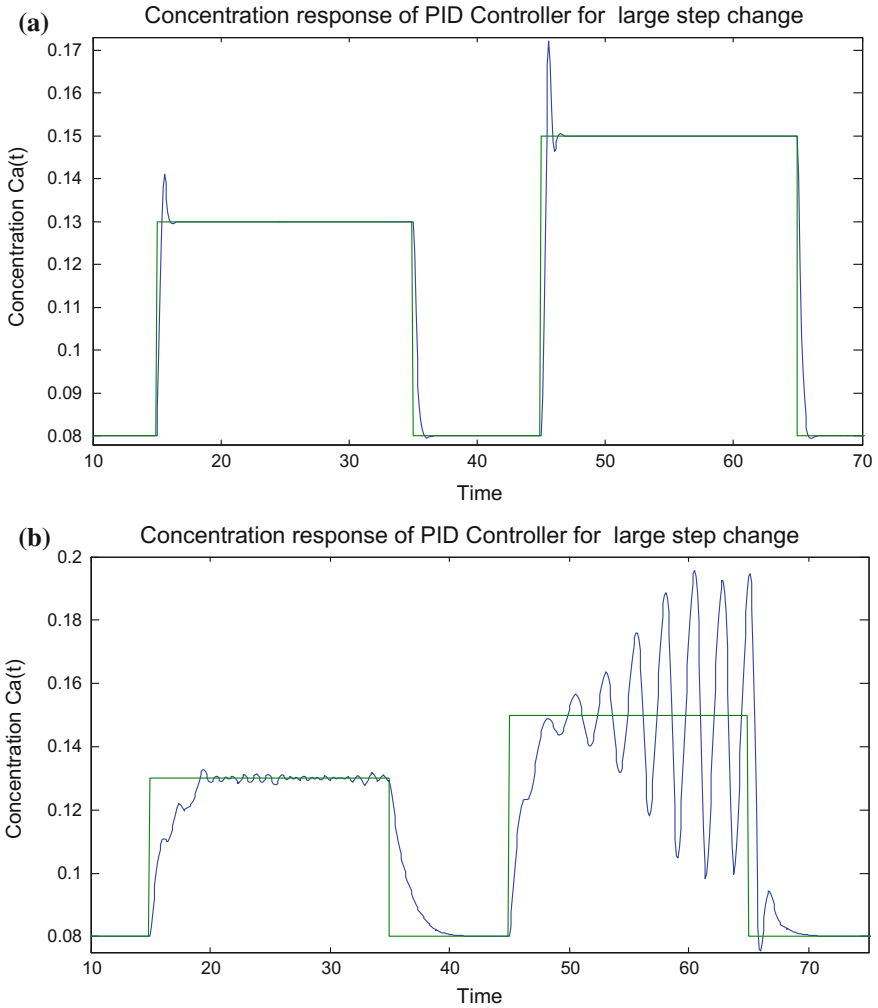 (a)
Concentration response of PID Controller for large step change
0.17
0.16
0.15
0.14
0.13
0.12
0.11
0.1
0.09
0.08
Concentration Ca(t)
10 20 30 40 50 60 70
Time
(b)
Concentration response of PID Controller for large step change
0.2
0.18
0.16
0.14
0.12
0.1
0.08
Concentration Ca(t)
10 20 30 40 50 60 70
Time